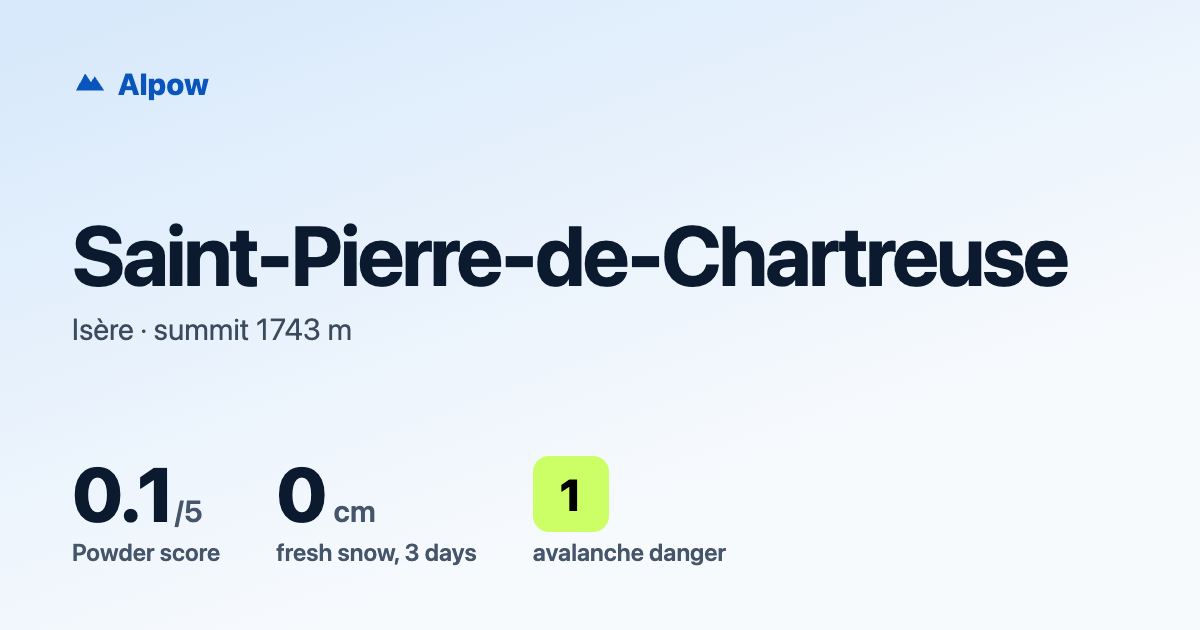 Alpow
Saint-Pierre-de-Chartreuse
Isère · summit 1743 m
0.1/5
Powder score
0 cm
fresh snow, 3 days
1
avalanche danger